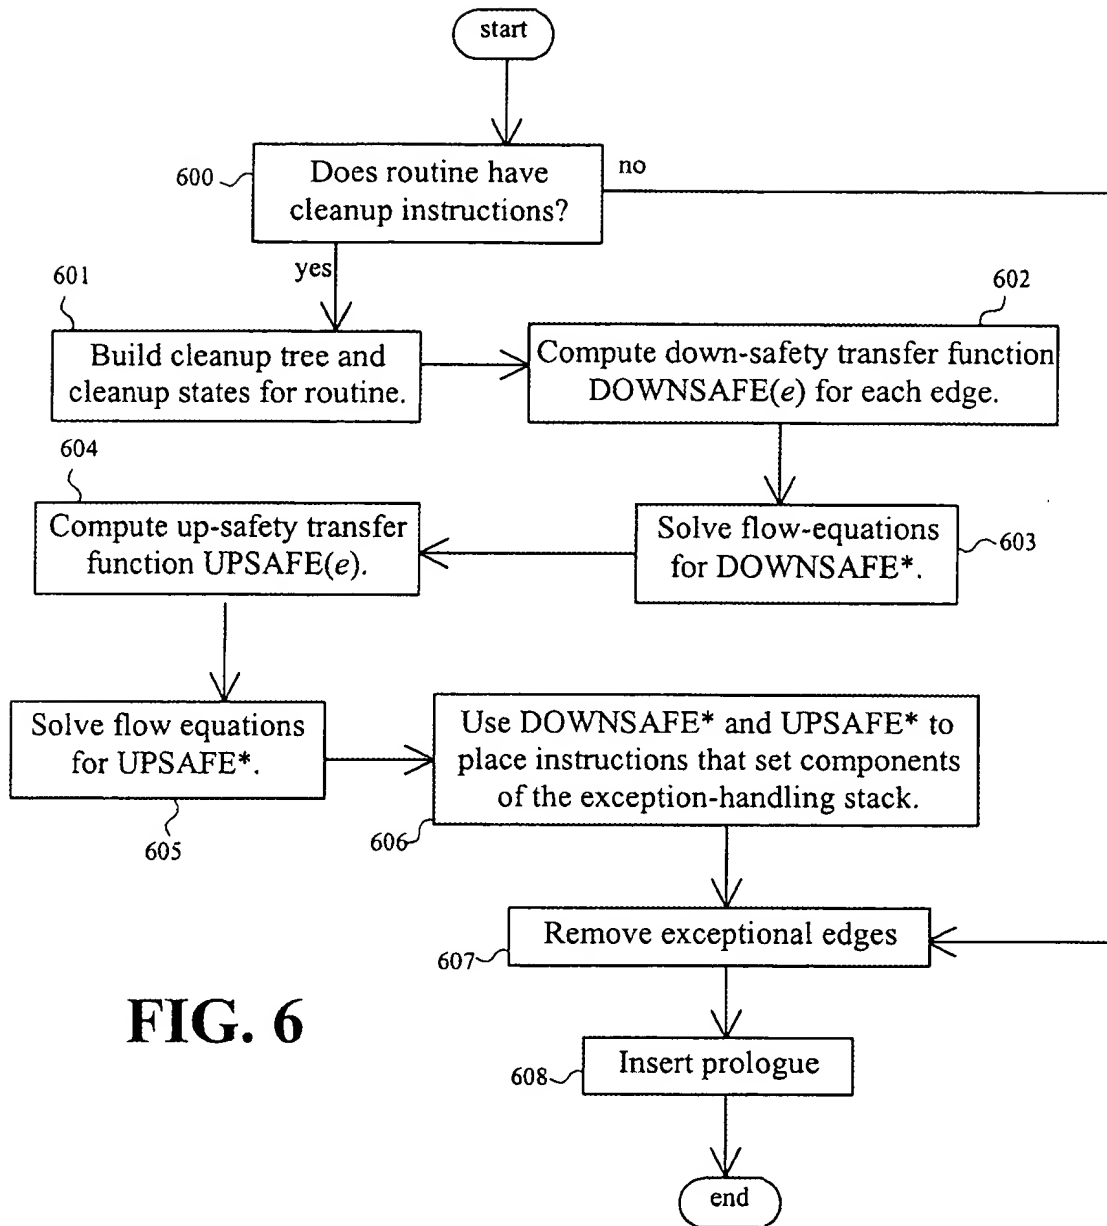 start
600
Does routine have
cleanup instructions?
no
yes
601
Build cleanup tree and
cleanup states for routine.
602
Compute down-safety transfer function
DOWNSAFE(e) for each edge.
604
Compute up-safety transfer
function UPSAFE(e).
Solve flow-equations
for DOWNSAFE*.
603
Solve flow equations
for UPSAFE*.
605
Use DOWNSAFE* and UPSAFE* to
place instructions that set components
of the exception-handling stack.
606
Remove exceptional edges
607
FIG. 6
Insert prologue
608
end